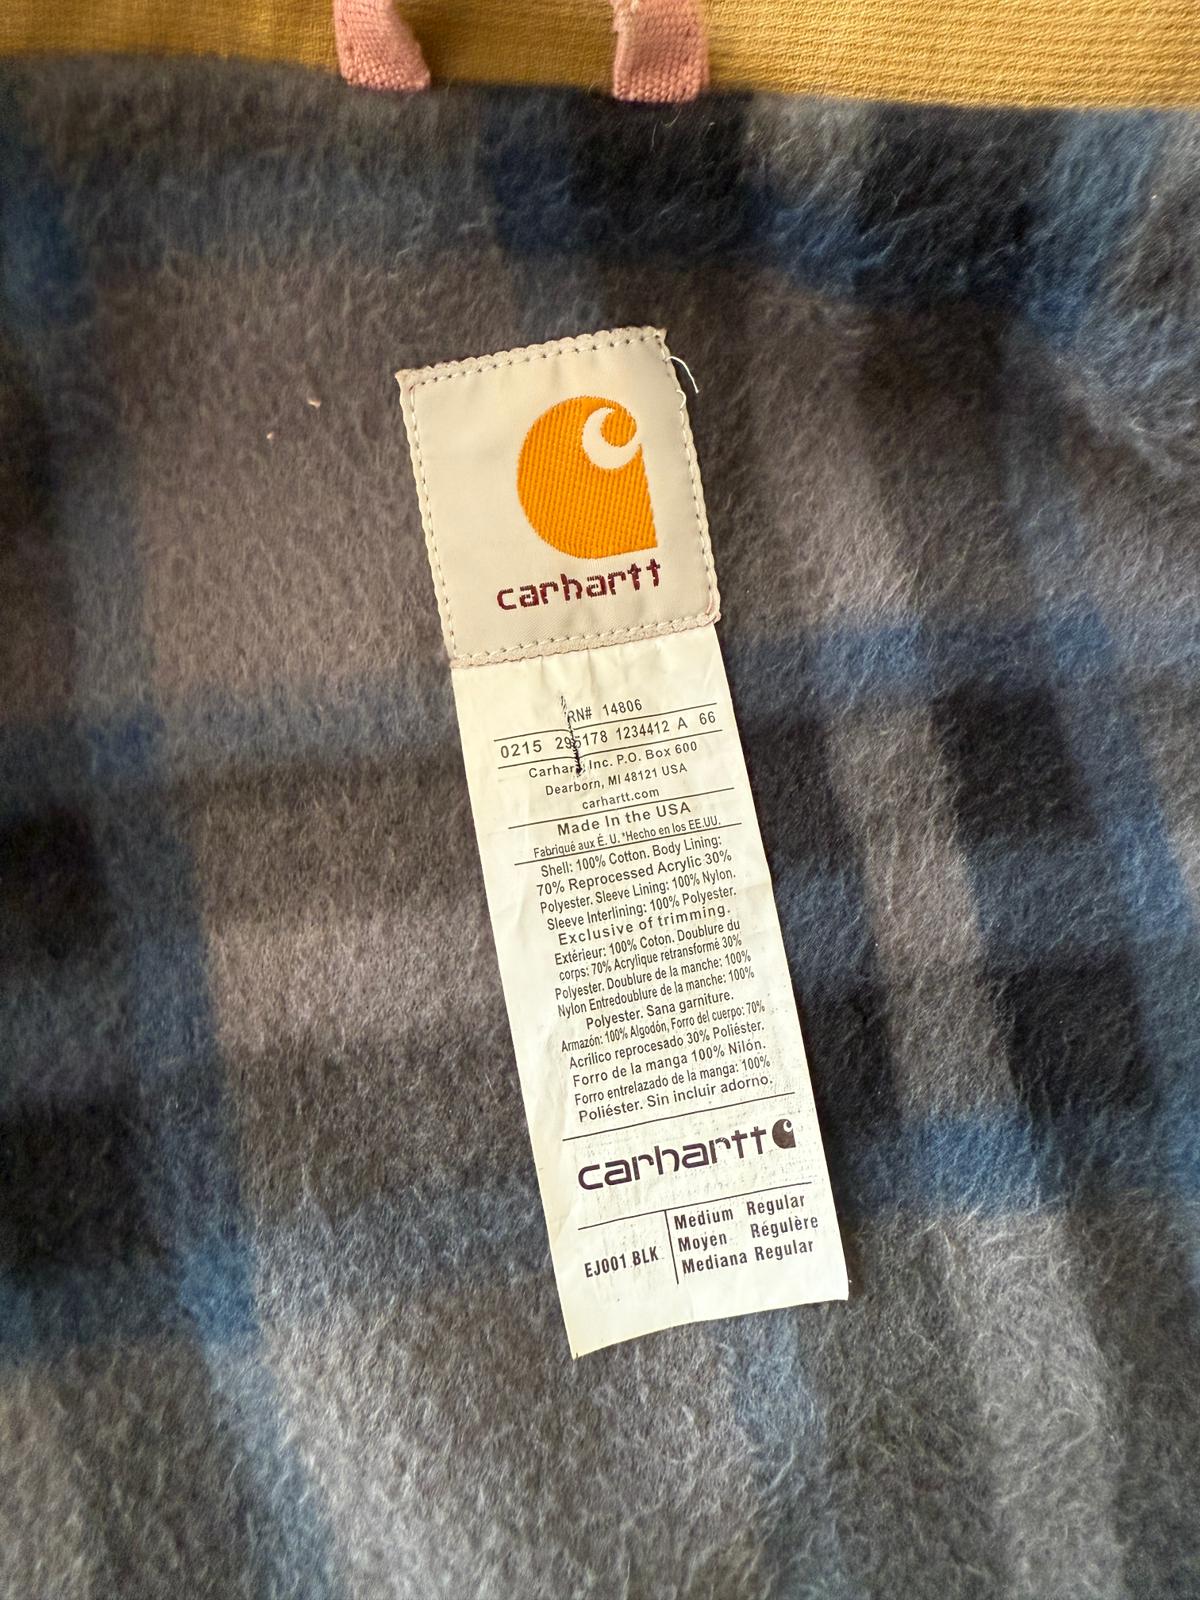 carhartt
RN# 14806
0215 295178 1234412 A 66
Carhartt, Inc. P.O. Box 600
Dearborn, MI 48121 USA
carhartt.com
Made In the USA
Fabriqué aux É. U. *Hecho en los EE.UU.
Shell: 100% Cotton. Body Lining:
70% Reprocessed Acrylic 30%
Polyester. Sleeve Lining: 100% Nylon.
Sleeve Interlining: 100% Polyester.
Exclusive of trimming.
Extérieur: 100% Coton. Doublure du
corps: 70% Acrylique retransformé 30%
Polyester. Doublure de la manche: 100%
Nylon Entredoublure de la manche: 100%
Polyester. Sana garniture.
Armazón: 100% Algodón, Forro del cuerpo: 70%
Acrílico reprocesado 30% Poliéster.
Forro de la manga 100% Nilón.
Forro entrelazado de la manga: 100%
Poliéster. Sin incluir adorno.
carhartt
Medium Regular
Moyen Régulère
EJ001 BLK Mediana Regular